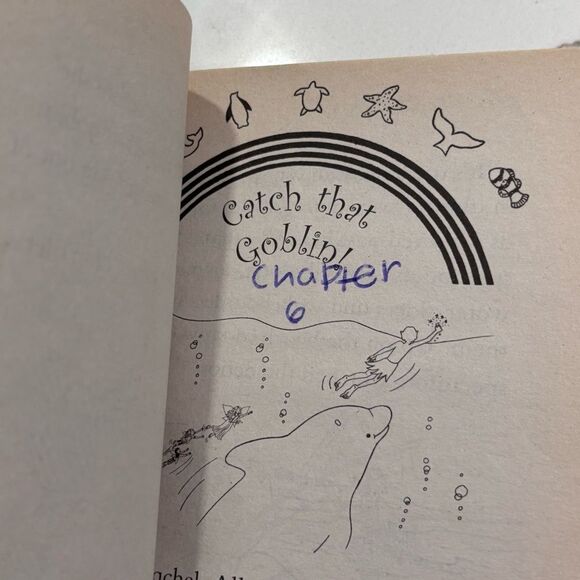 Catch that
Goblin!
Chapter
6